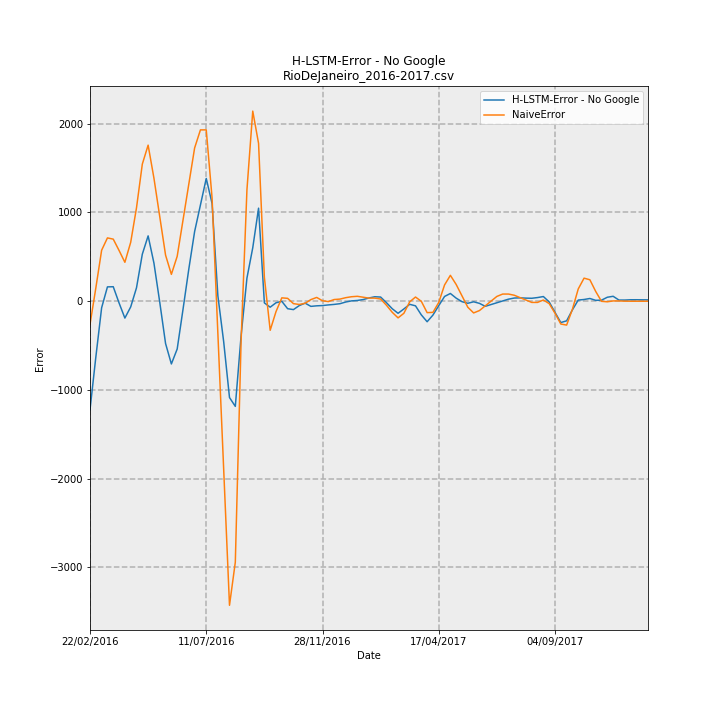 H-LSTM-Error - No Google
RioDeJaneiro_2016-2017.csv
H-LSTM-Error - No Google
NaiveError
2000
1000
0
−1000
−2000
−3000
Error
22/02/2016
11/07/2016
28/11/2016
17/04/2017
04/09/2017
Date